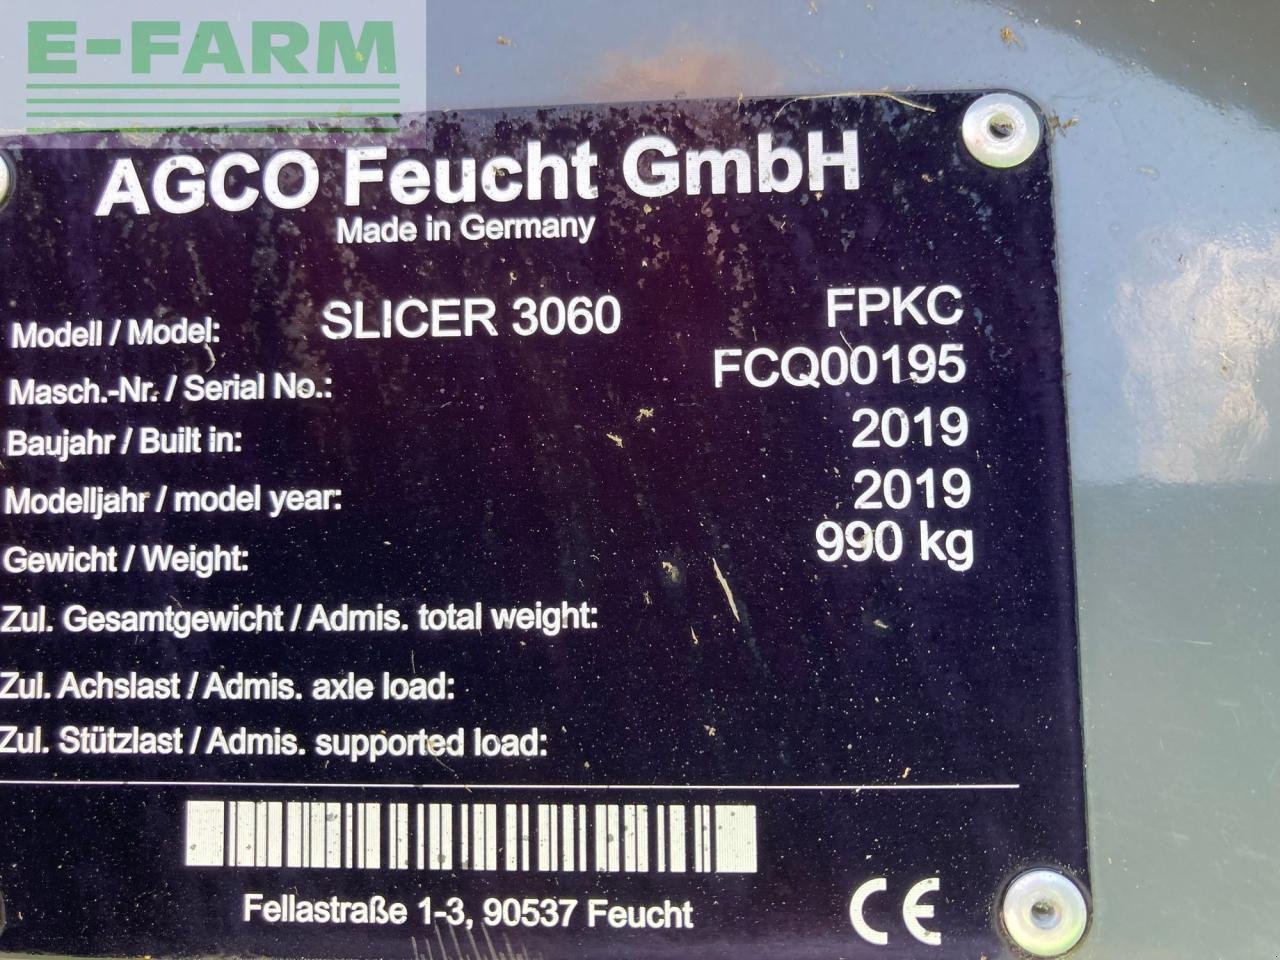 E-FARM
AGCO Feucht GmbH
Made in Germany
Modell / Model: SLICER 3060 FPKC
Masch.-Nr. / Serial No.: FCQ00195
Baujahr / Built in: 2019
Modelljahr / model year: 2019
Gewicht / Weight: 990 kg
Zul. Gesamtgewicht / Admis. total weight:
Zul. Achslast / Admis. axle load:
Zul. Stützlast / Admis. supported load:
Fellastraße 1-3, 90537 Feucht
CE